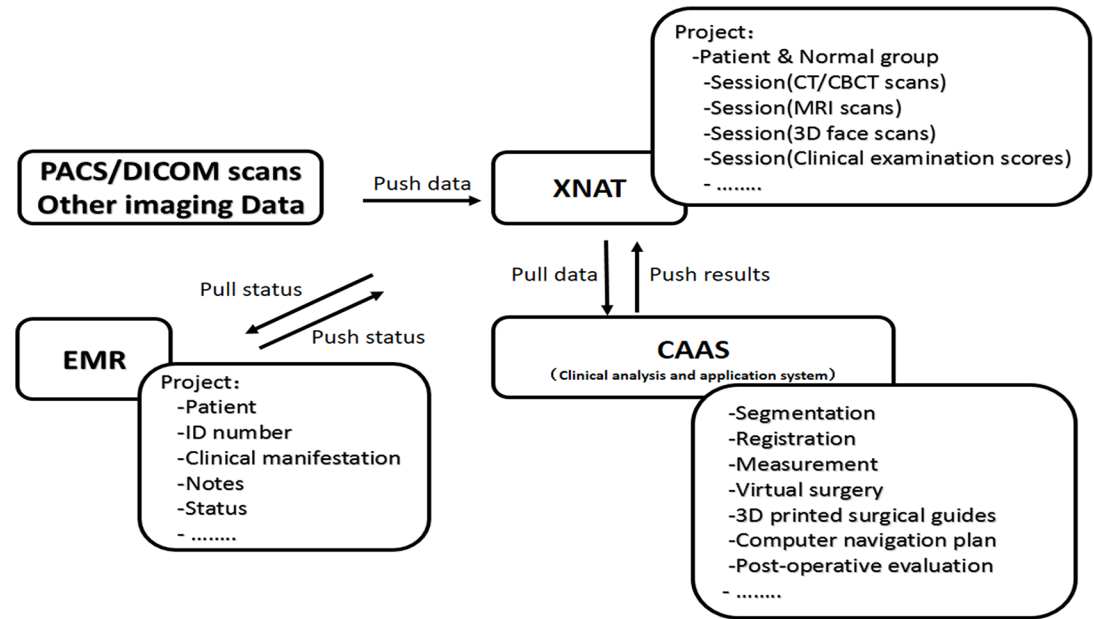 Project：
-Patient & Normal group
-Session(CT/CBCT scans)
-Session(MRI scans)
-Session(3D face scans)
-Session(Clinical examination scores)
- ........
PACS/DICOM scans
Other imaging Data
Push data
XNAT
Pull data
Push results
Pull status
Push status
EMR
Project：
-Patient
-ID number
-Clinical manifestation
-Notes
-Status
- ........
CAAS
（Clinical analysis and application system）
-Segmentation
-Registration
-Measurement
-Virtual surgery
-3D printed surgical guides
-Computer navigation plan
-Post-operative evaluation
- ........